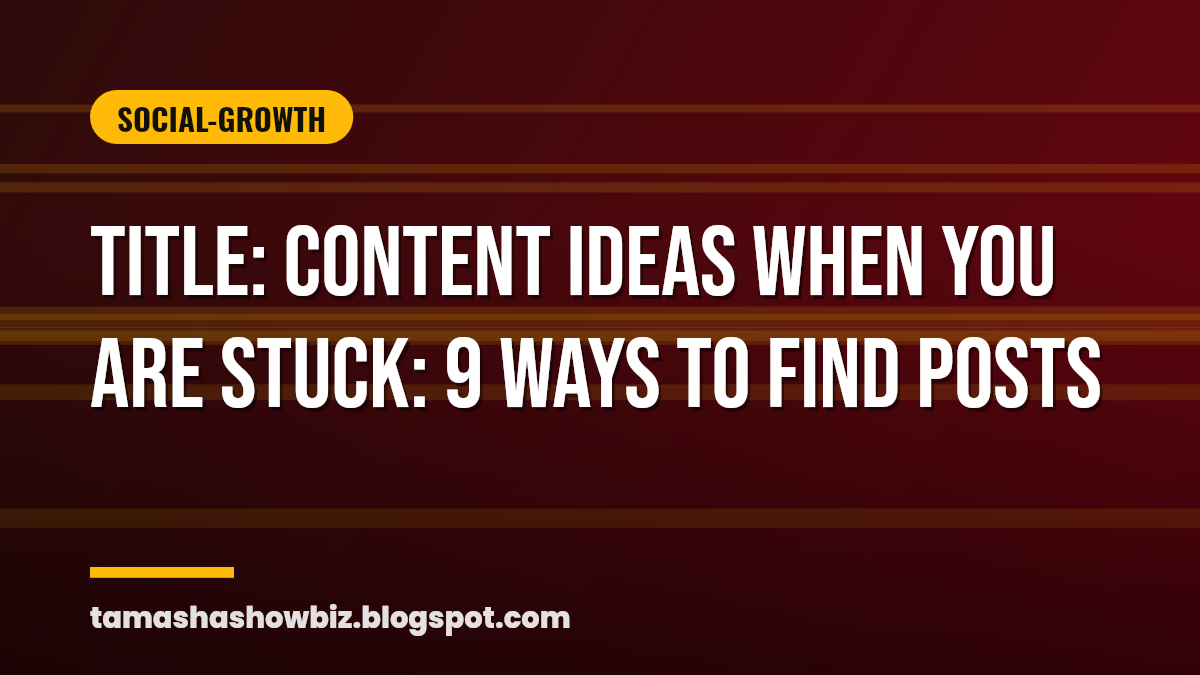 SOCIAL-GROWTH
TITLE: CONTENT IDEAS WHEN YOU
ARE STUCK: 9 WAYS TO FIND POSTS
tamashashowbiz.blogspot.com